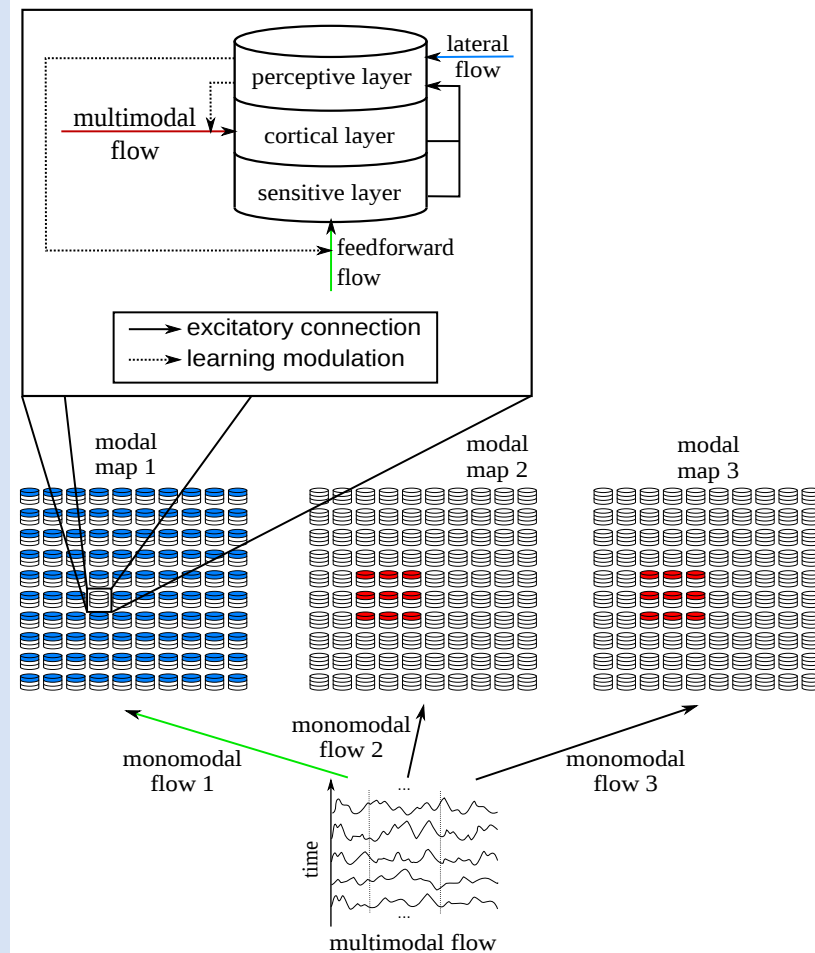 lateral
flow
perceptive layer
multimodal
flow
cortical layer
sensitive layer
feedforward
flow
excitatory connection
learning modulation
modal
map 1
modal
map 2
modal
map 3
monomodal
flow 1
monomodal
flow 2
monomodal
flow 3
...
time
...
multimodal flow